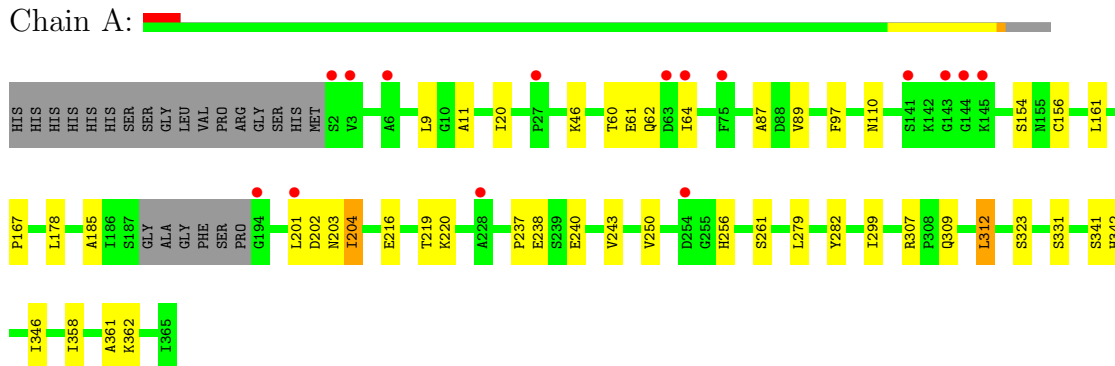 Chain A:
HIS HIS HIS HIS HIS HIS SER SER GLY LEU VAL PRO ARG GLY SER HIS MET S2 V3 A6 L9 G10 A11 I20 P27 K46 T60 E61 Q62 D63 I64 F75 A87 D88 V89 F97 N110 S141 K142 G143 G144 K145 S154 N155 C156 L161
P167 L178 A185 I186 S187 GLY ALA GLY PHE SER PRO G194 L201 D202 N203 I204 E216 T219 K220 A228 P237 E238 S239 E240 V243 V250 D254 G255 H256 S261 L279 Y282 I299 R307 P308 Q309 L312 S323 S331 S341
I346 I358 A361 K362 I365